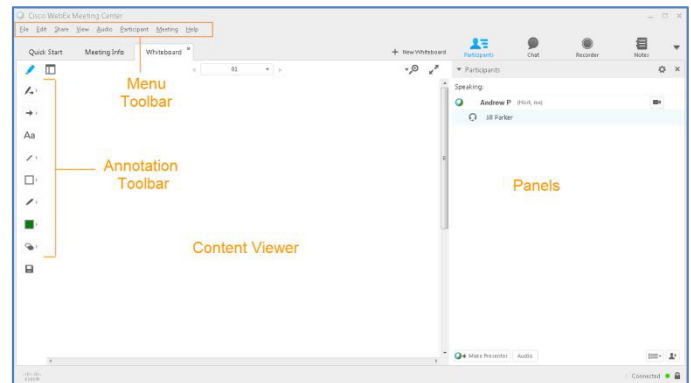 Cisco WebEx Meeting Center
File Edit Share View Audio Participant Meeting Help
Quick Start Meeting Info Whiteboard × + New Whiteboard Participants Chat Recorder Notes
01
Participants
Speaking:
Andrew P (Host, me)
Jill Parker
Menu
Toolbar
Aa
Annotation
Toolbar
Panels
Content Viewer
Make Presenter Audio
Connected